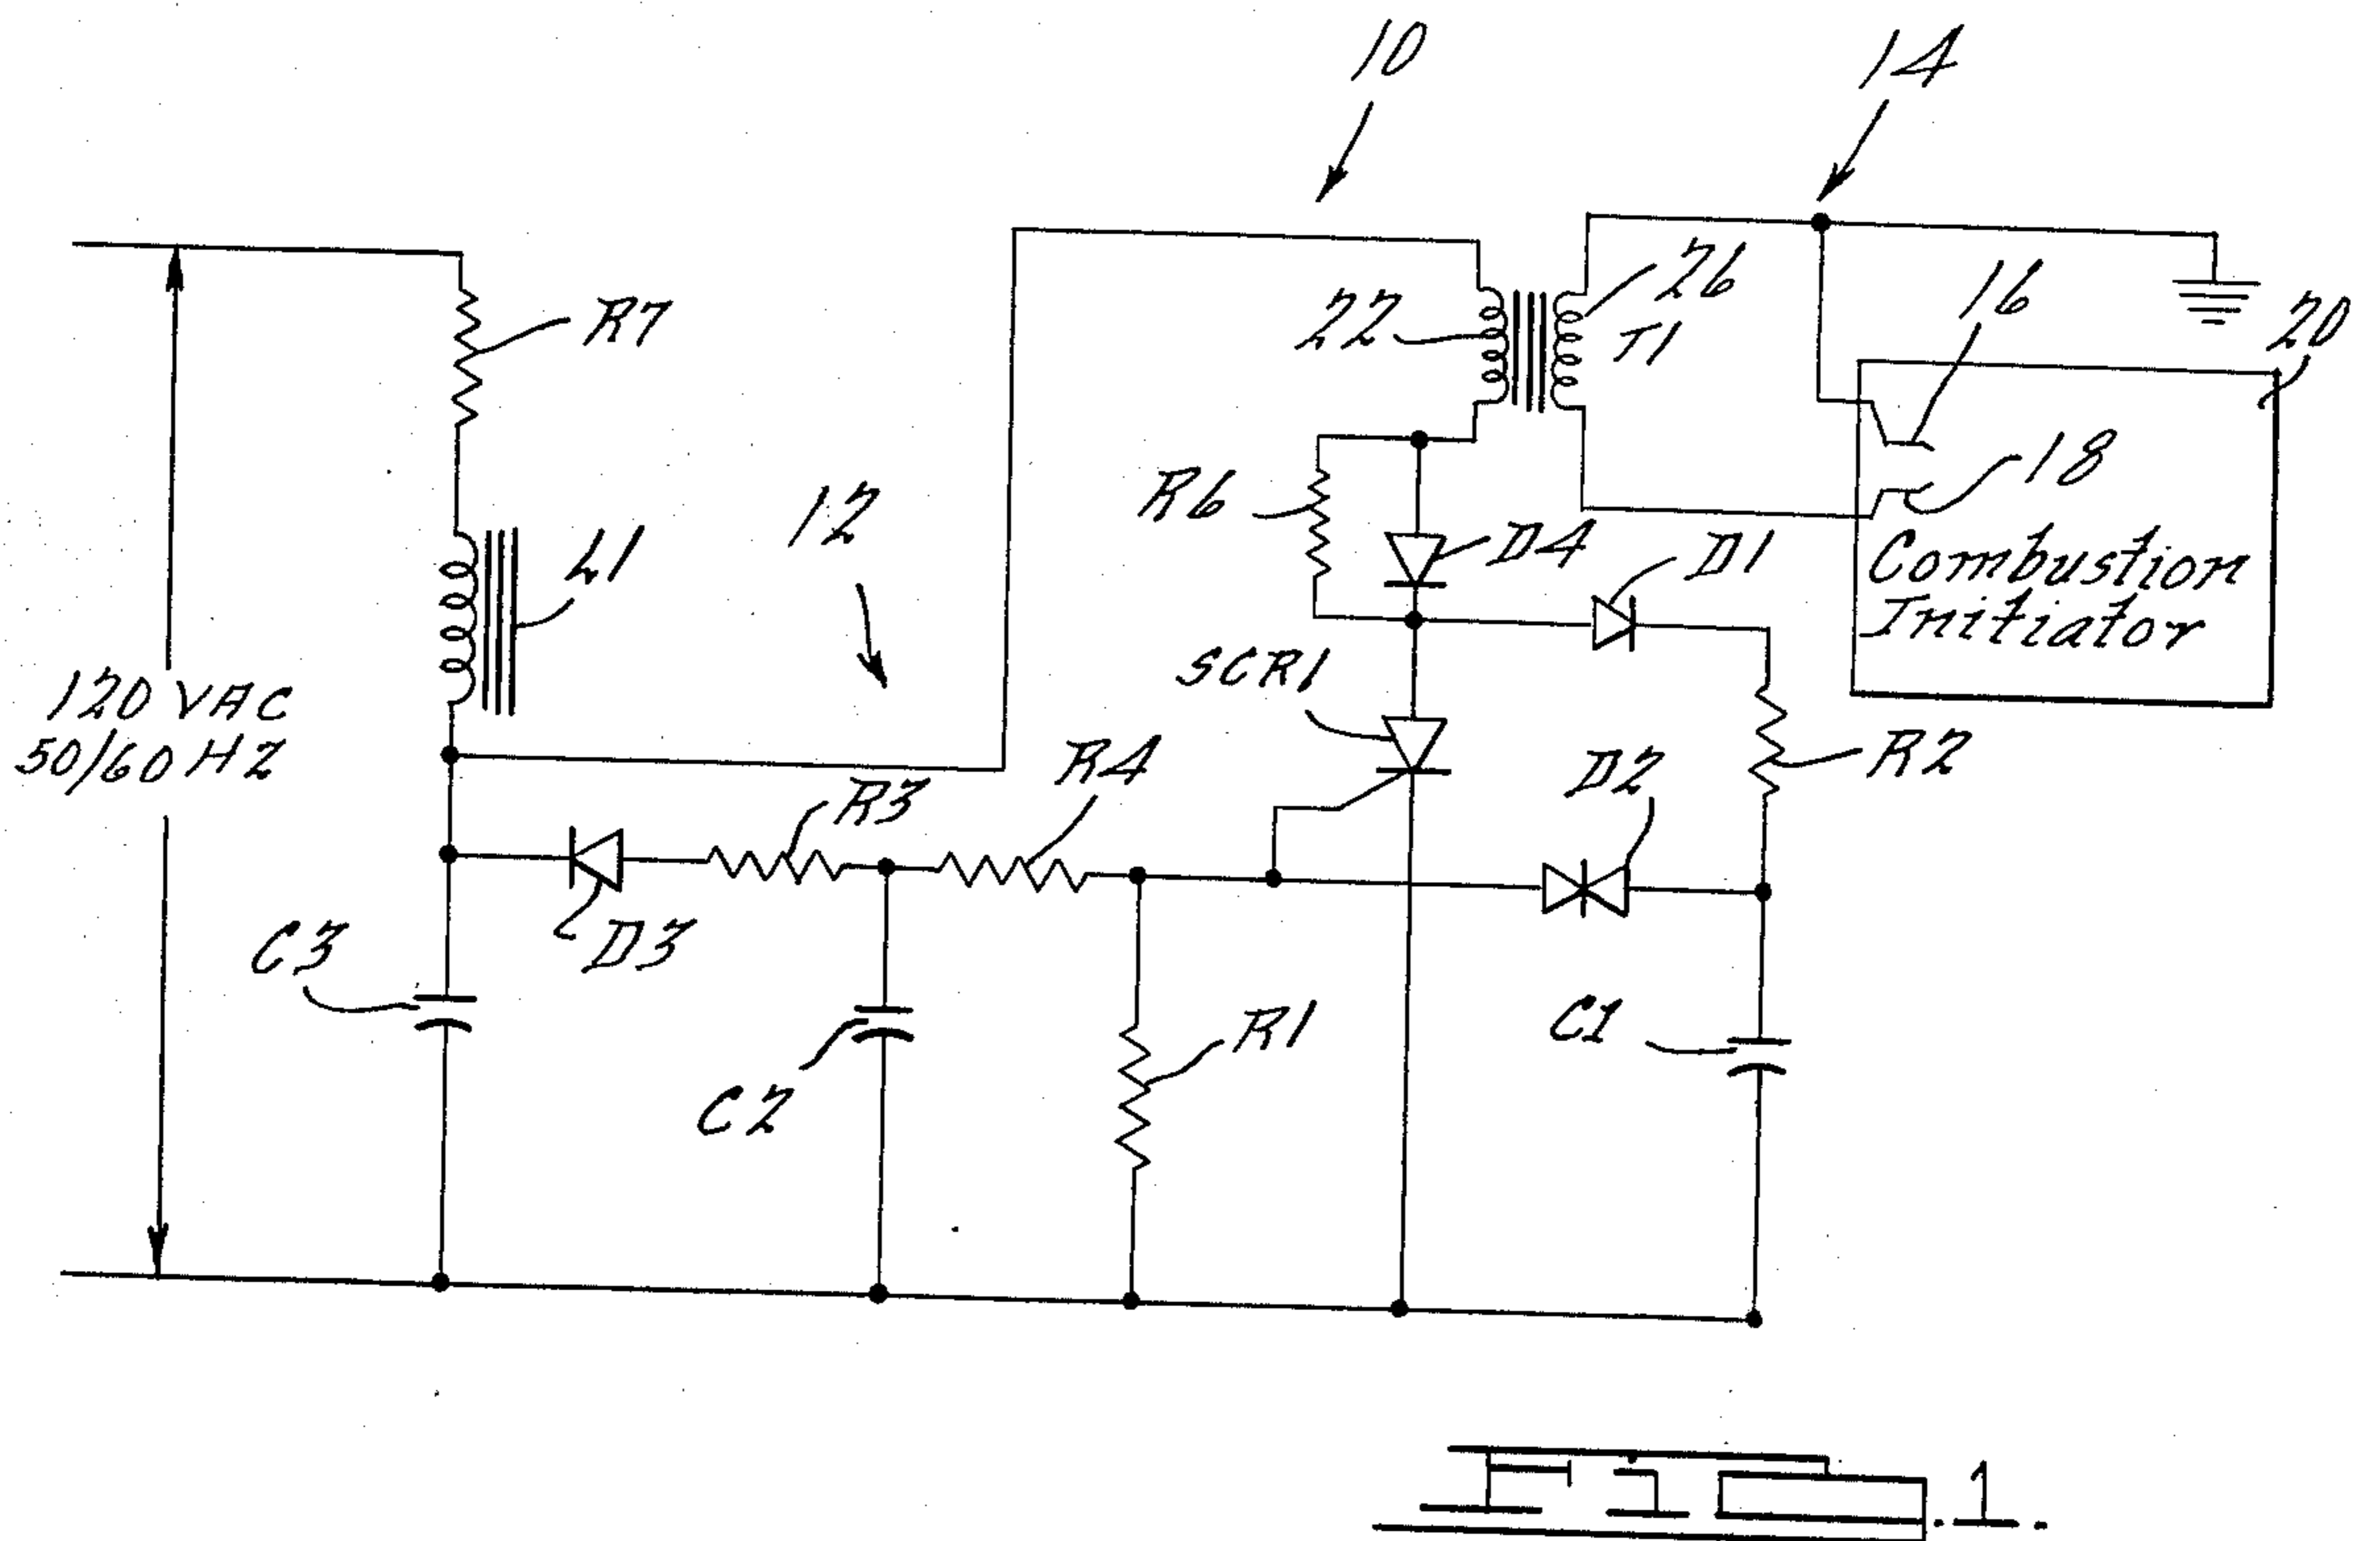 10
14
R7
22
26
T1
16
20
R6
18
12
L1
D4
D1
Combustion
Initiator
SCR1
120 VAC
50/60 HZ
R4
R3
D2
R2
C3
D3
C2
R1
C1
FIG.1.